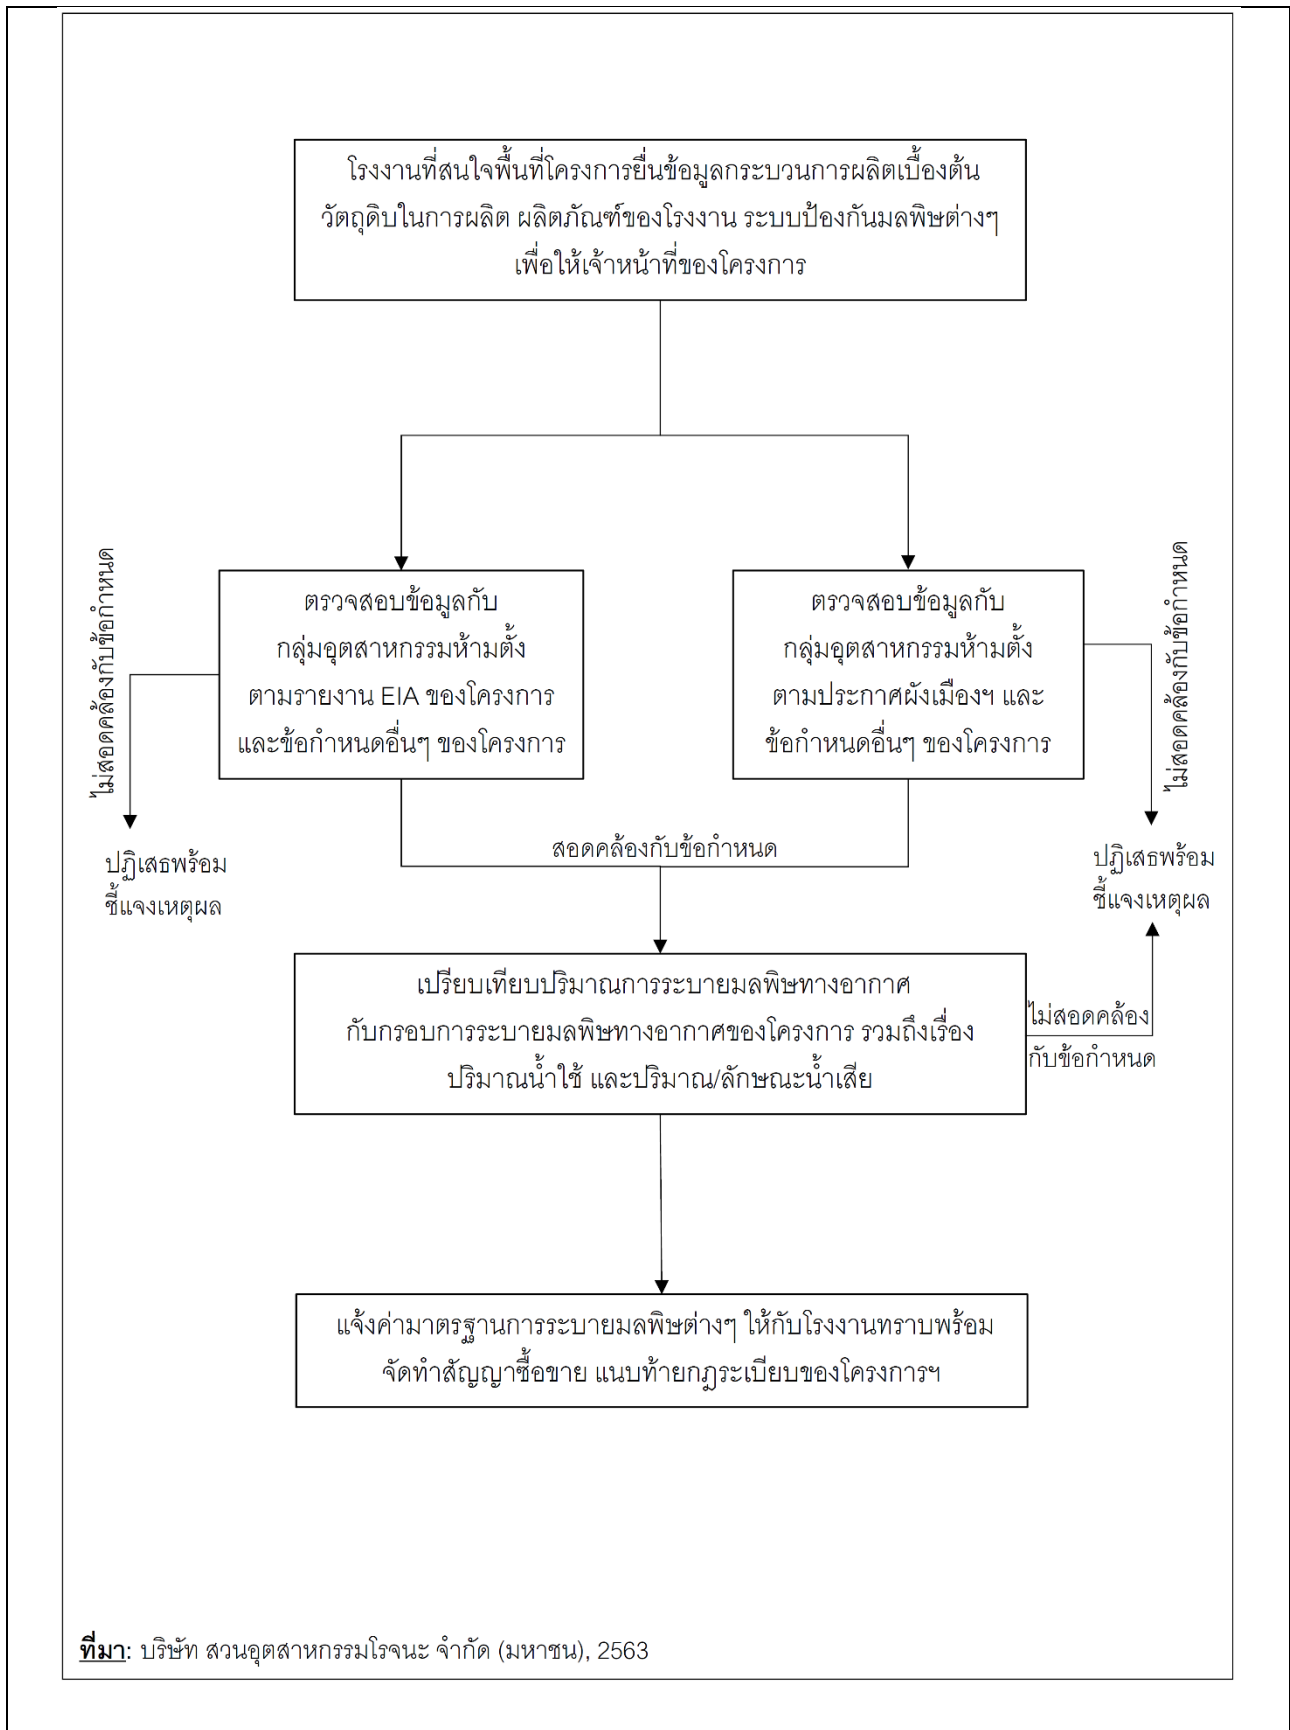 โรงงานที่สนใจพื้นที่โครงการยื่นข้อมูลกระบวนการผลิตเบื้องต้น
วัตถุดิบในการผลิต ผลิตภัณฑ์ของโรงงาน ระบบป้องกันมลพิษต่างๆ
เพื่อให้เจ้าหน้าที่ของโครงการ
ไม่สอดคล้องกับข้อกำหนด
ตรวจสอบข้อมูลกับ
กลุ่มอุตสาหกรรมห้ามตั้ง
ตามรายงาน EIA ของโครงการ
และข้อกำหนดอื่นๆ ของโครงการ
ตรวจสอบข้อมูลกับ
กลุ่มอุตสาหกรรมห้ามตั้ง
ตามประกาศผังเมืองฯ และ
ข้อกำหนดอื่นๆ ของโครงการ
ไม่สอดคล้องกับข้อกำหนด
สอดคล้องกับข้อกำหนด
ปฏิเสธพร้อม
ชี้แจงเหตุผล
ปฏิเสธพร้อม
ชี้แจงเหตุผล
เปรียบเทียบปริมาณการระบายมลพิษทางอากาศ
กับกรอบการระบายมลพิษทางอากาศของโครงการ รวมถึงเรื่อง
ปริมาณน้ำใช้ และปริมาณ/ลักษณะน้ำเสีย
ไม่สอดคล้อง
กับข้อกำหนด
แจ้งค่ามาตรฐานการระบายมลพิษต่างๆ ให้กับโรงงานทราบพร้อม
จัดทำสัญญาซื้อขาย แนบท้ายกฎระเบียบของโครงการฯ
ที่มา: บริษัท สวนอุตสาหกรรมโรจนะ จำกัด (มหาชน), 2563